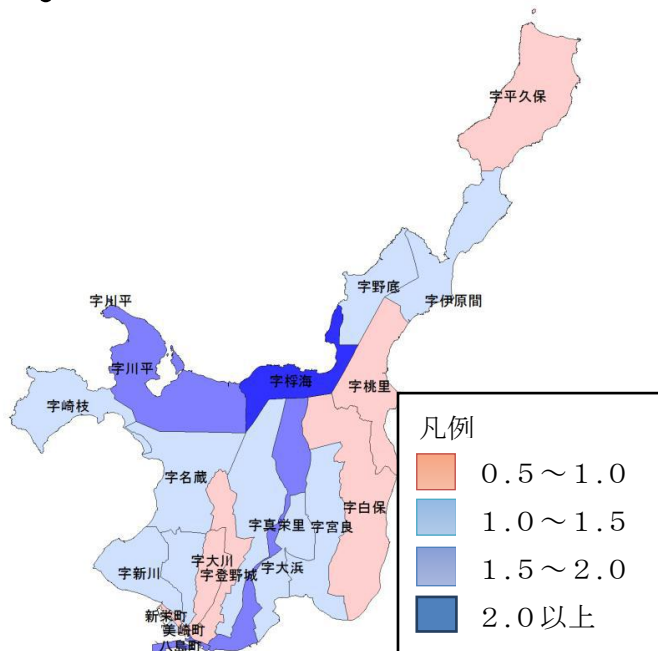 字平久保
字野底
字伊原間
字川平
字川平
字桴海
字桃里
字崎枝
字名蔵
字白保
字真栄里
字宮良
字大川
字新川
字登野城
字大浜
新栄町
美崎町
八島町
凡例
0.5～1.0
1.0～1.5
1.5～2.0
2.0以上